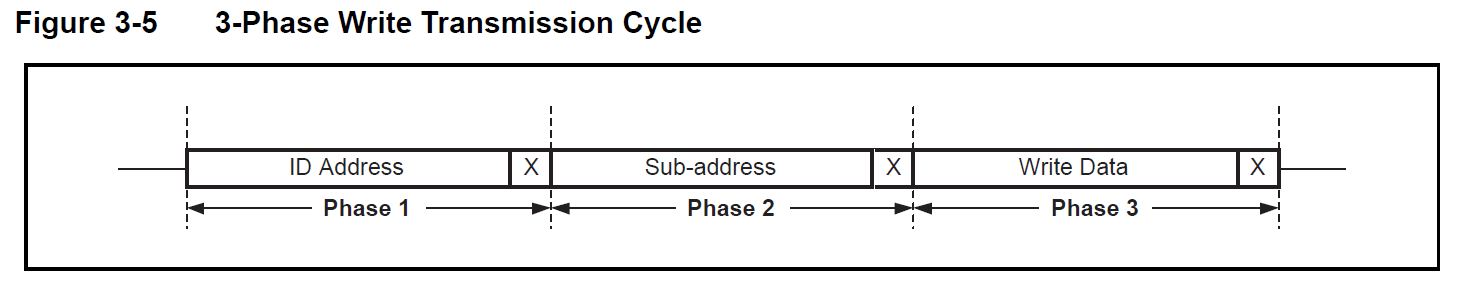 Figure 3-5 3-Phase Write Transmission Cycle
ID Address X Sub-address X Write Data X
Phase 1 Phase 2 Phase 3